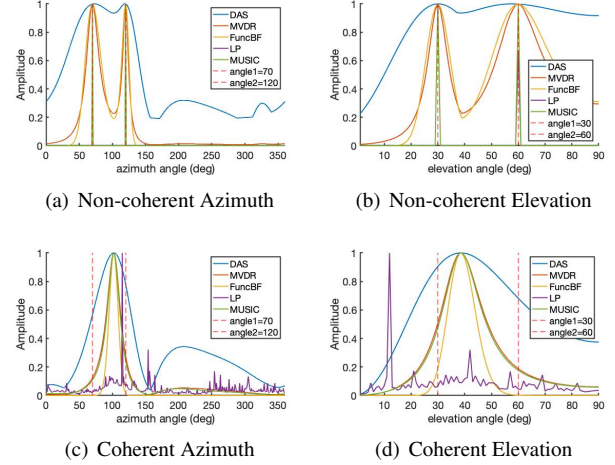 Amplitude
1
0.8
0.6
0.4
0.2
0
0 50 100 150 200 250 300 350
azimuth angle (deg)
DAS
MVDR
FuncBF
LP
MUSIC
angle1=70
angle2=120
(a) Non-coherent Azimuth
Amplitude
1
0.8
0.6
0.4
0.2
0
10 20 30 40 50 60 70 80 90
elevation angle (deg)
DAS
MVDR
FuncBF
LP
MUSIC
angle1=30
angle2=60
(b) Non-coherent Elevation
Amplitude
1
0.8
0.6
0.4
0.2
0
0 50 100 150 200 250 300 350
azimuth angle (deg)
DAS
MVDR
FuncBF
LP
MUSIC
angle1=70
angle2=120
(c) Coherent Azimuth
Amplitude
1
0.8
0.6
0.4
0.2
0
10 20 30 40 50 60 70 80 90
elevation angle (deg)
DAS
MVDR
FuncBF
LP
MUSIC
angle1=30
angle2=60
(d) Coherent Elevation